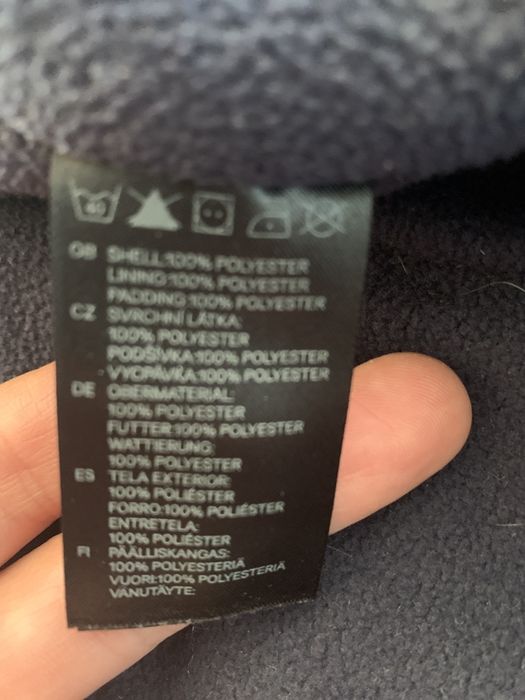 40
GB SHELL:100% POLYESTER
LINING:100% POLYESTER
PADDING:100% POLYESTER
CZ SVRCHNÍ LÁTKA:
100% POLYESTER
PODŠÍVKA:100% POLYESTER
VYCPÁVKA:100% POLYESTER
DE OBERMATERIAL:
100% POLYESTER
FUTTER:100% POLYESTER
WATTIERUNG:
100% POLYESTER
ES TELA EXTERIOR:
100% POLIÉSTER
FORRO:100% POLIÉSTER
ENTRETELA:
100% POLIÉSTER
FI PÄÄLLISKANGAS:
100% POLYESTERIÄ
VUORI:100% POLYESTERIÄ
VANUTÄYTE: